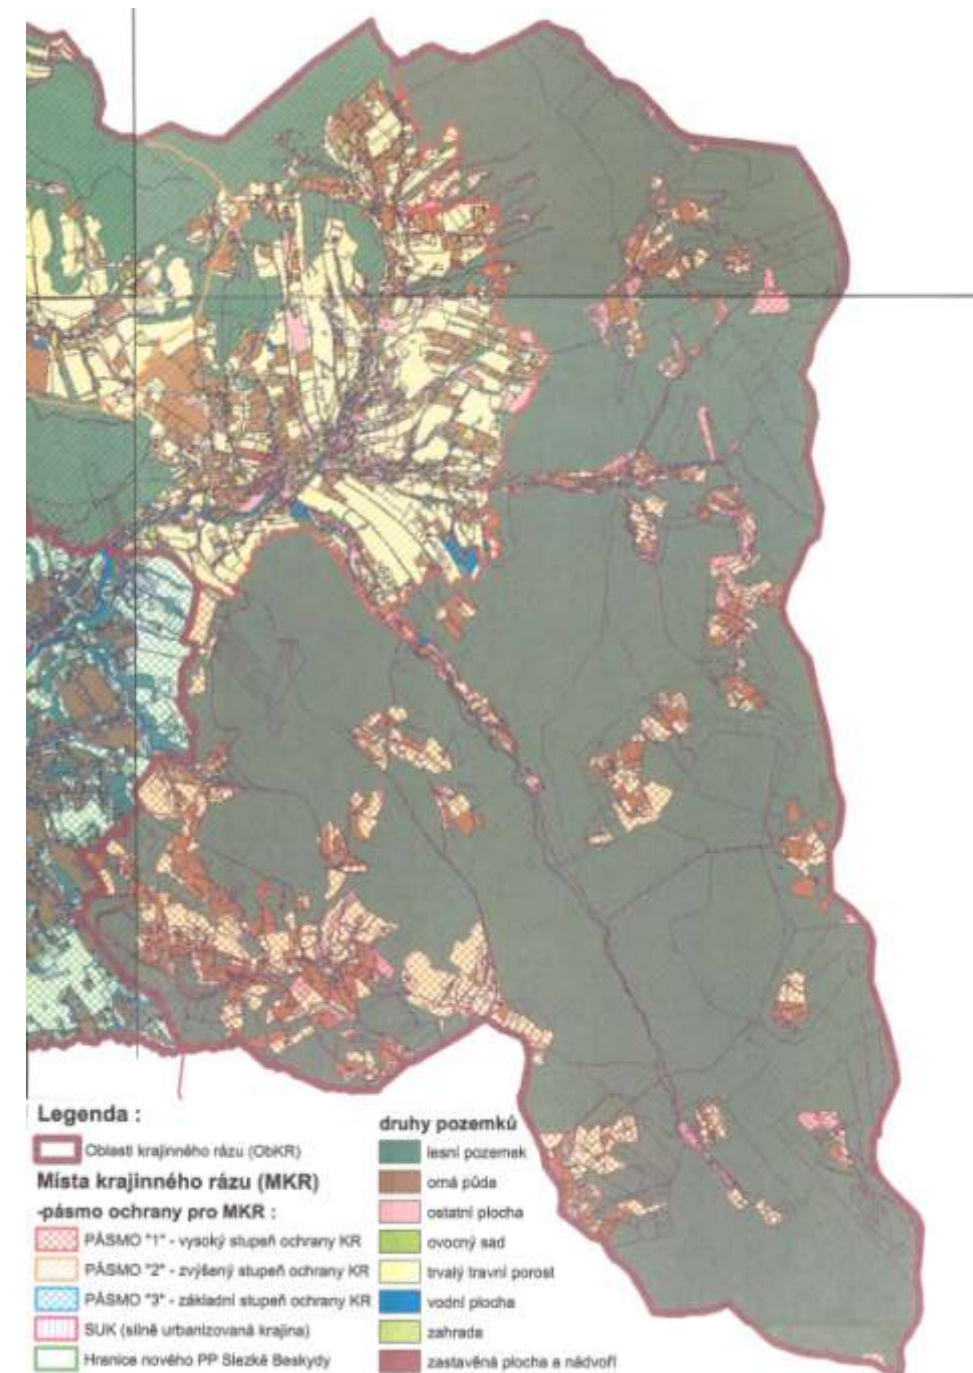 Legenda :
Oblasti krajinného rázu (ObKR)
Místa krajinného rázu (MKR)
-pásmo ochrany pro MKR :
PÁSMO "1" - vysoký stupeň ochrany KR
PÁSMO "2" - zvýšený stupeň ochrany KR
PÁSMO "3" - základní stupeň ochrany KR
SUK (silně urbanizovaná krajina)
Hranice nového PP Slezké Beskydy
druhy pozemků
lesní pozemek
orná půda
ostatní plocha
ovocný sad
trvalý travní porost
vodní plocha
zahrada
zastavěná plocha a nádvoří